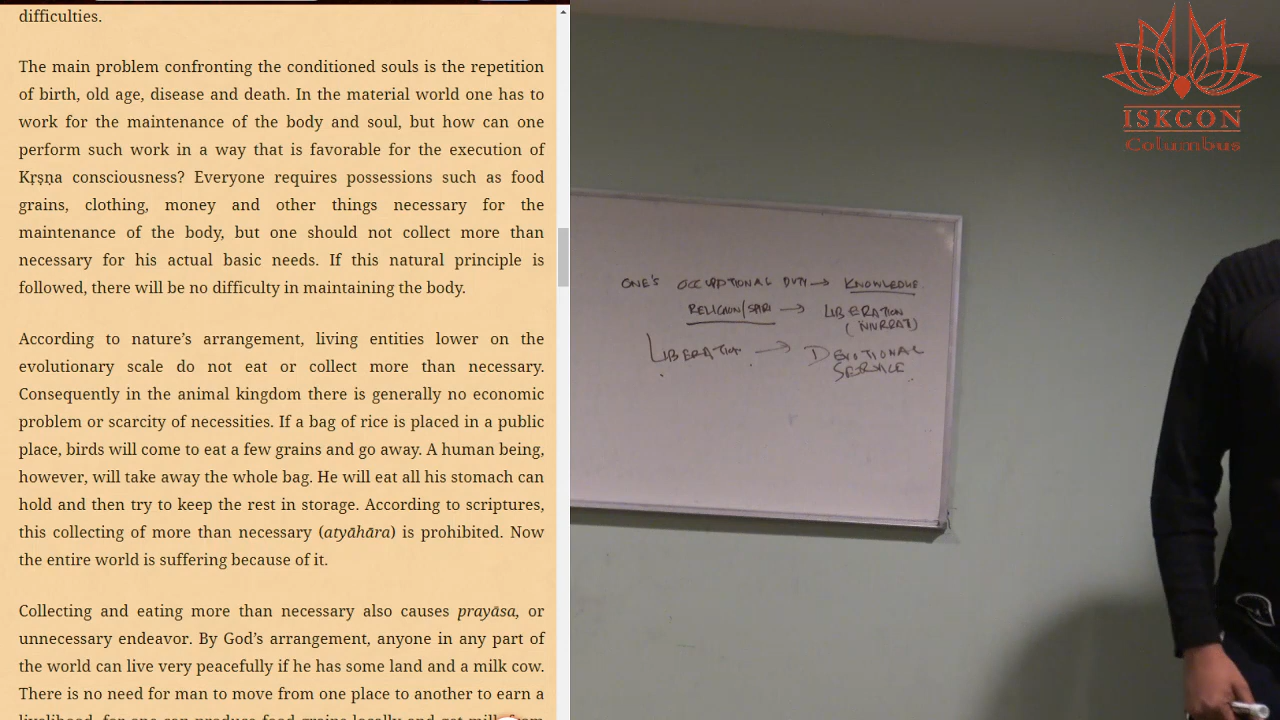 difficulties.
The main problem confronting the conditioned souls is the repetition
of birth, old age, disease and death. In the material world one has to
work for the maintenance of the body and soul, but how can one
perform such work in a way that is favorable for the execution of
Kṛṣṇa consciousness? Everyone requires possessions such as food
grains, clothing, money and other things necessary for the
maintenance of the body, but one should not collect more than
necessary for his actual basic needs. If this natural principle is
followed, there will be no difficulty in maintaining the body.
According to nature’s arrangement, living entities lower on the
evolutionary scale do not eat or collect more than necessary.
Consequently in the animal kingdom there is generally no economic
problem or scarcity of necessities. If a bag of rice is placed in a public
place, birds will come to eat a few grains and go away. A human being,
however, will take away the whole bag. He will eat all his stomach can
hold and then try to keep the rest in storage. According to scriptures,
this collecting of more than necessary (atyāhāra) is prohibited. Now
the entire world is suffering because of it.
Collecting and eating more than necessary also causes prayāsa, or
unnecessary endeavor. By God’s arrangement, anyone in any part of
the world can live very peacefully if he has some land and a milk cow.
There is no need for man to move from one place to another to earn a
livelihood, for one can produce food grains locally and get milk from
ISKCON
Columbus
ONE'S OCCUPTIONAL DUTY → KNOWLEDGE
RELIGION/ → LIBERATION
LIBERATION → DEVOTIONAL
SERVICE